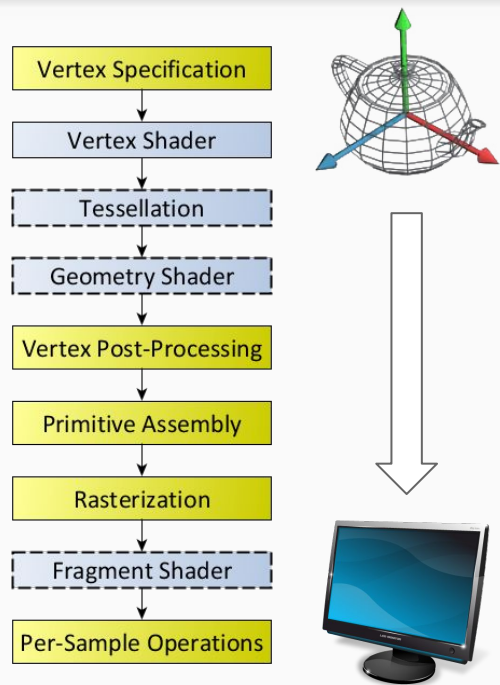 Vertex Specification
Vertex Shader
Tessellation
Geometry Shader
Vertex Post-Processing
Primitive Assembly
Rasterization
Fragment Shader
Per-Sample Operations